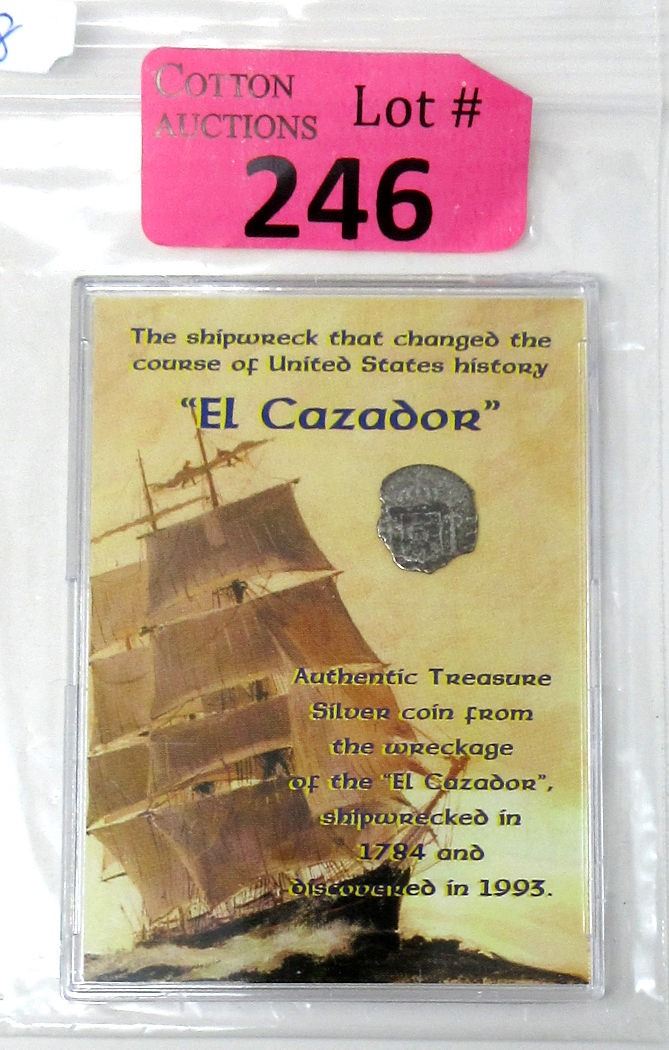 COTTON
AUCTIONS
Lot #
246
The shipwreck that changed the
course of United States history
"El Cazador"
Authentic Treasure
Silver coin from
the wreckage
of the "El Cazador",
shipwrecked in
1784 and
discovered in 1993.